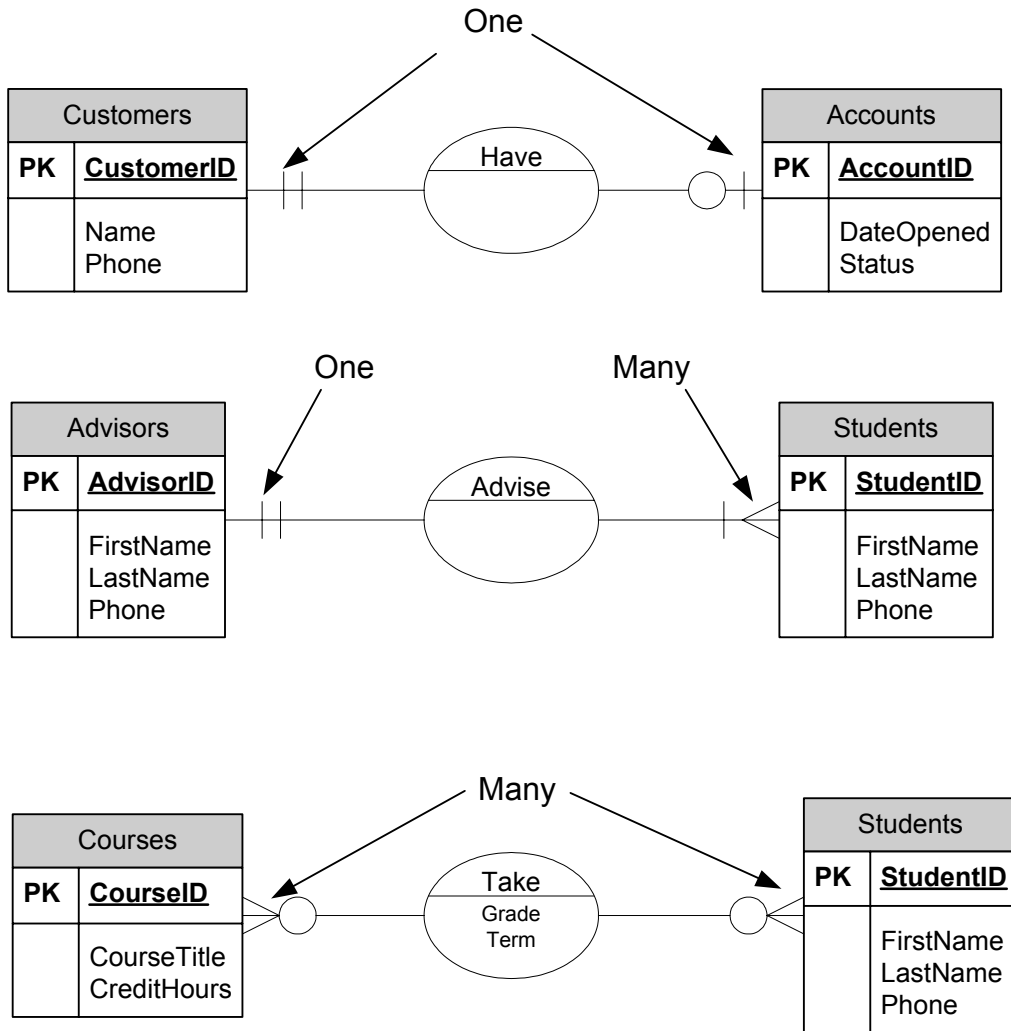 One
Customers
PK CustomerID
Name
Phone
Have
Accounts
PK AccountID
DateOpened
Status
One
Many
Advisors
PK AdvisorID
FirstName
LastName
Phone
Advise
Students
PK StudentID
FirstName
LastName
Phone
Many
Courses
PK CourseID
CourseTitle
CreditHours
Take
Grade
Term
Students
PK StudentID
FirstName
LastName
Phone